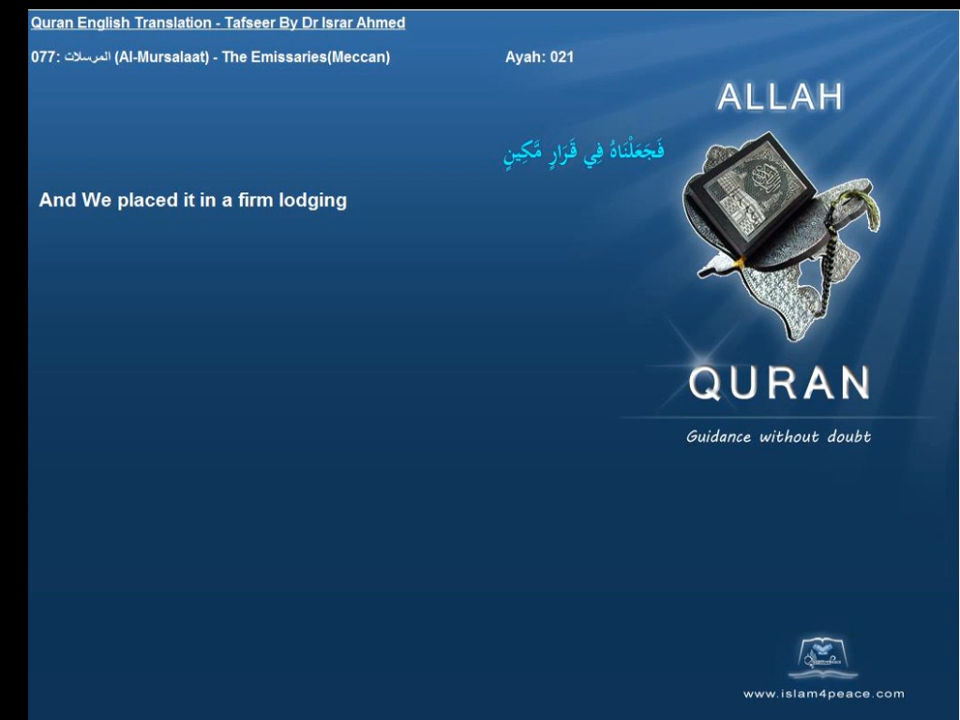 Quran English Translation - Tafseer By Dr Israr Ahmed
077: المرسلات (Al-Mursalaat) - The Emissaries(Meccan) Ayah: 021
ALLAH
فَجَعَلْنَاهُ فِي قَرَارٍ مَّكِينٍ
And We placed it in a firm lodging
QURAN
Guidance without doubt
www.islam4peace.com